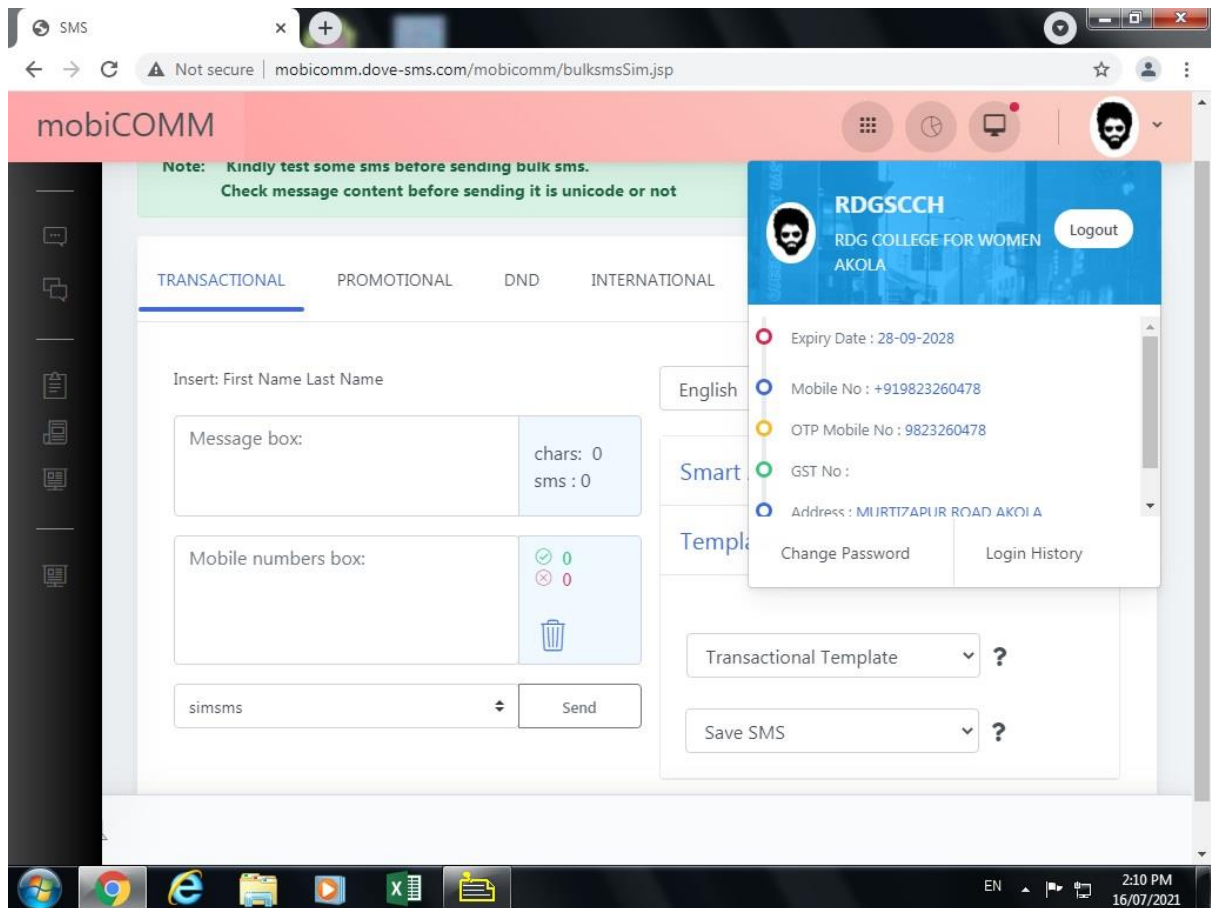 SMS
Not secure | mobicomm.dove-sms.com/mobicomm/bulksmsSim.jsp
mobiCOMM
Note: Kindly test some sms before sending bulk sms.
Check message content before sending it is unicode or not
RDGSCCH
RDG COLLEGE FOR WOMEN
AKOLA
Logout
TRANSACTIONAL PROMOTIONAL DND INTERNATIONAL
Expiry Date : 28-09-2028
Mobile No : +919823260478
OTP Mobile No : 9823260478
GST No :
Address : MURTIZAPUR ROAD AKOLA
Change Password Login History
Insert: First Name Last Name
English
Message box:
chars: 0
sms : 0
Smart
Templa
Mobile numbers box:
0
0
Transactional Template ?
simsms
Send
Save SMS ?
EN
2:10 PM
16/07/2021